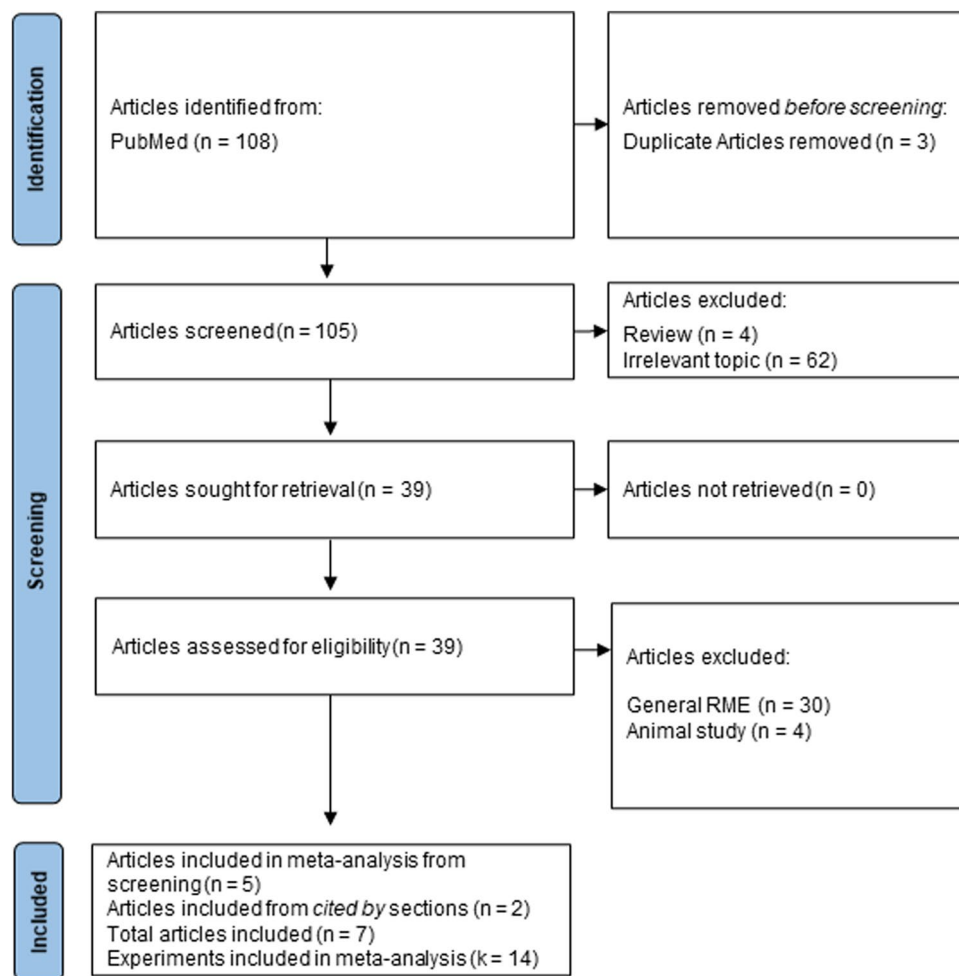 Identification
Articles identified from:
PubMed (n = 108)
Articles removed before screening:
Duplicate Articles removed (n = 3)
Screening
Articles screened (n = 105)
Articles excluded:
Review (n = 4)
Irrelevant topic (n = 62)
Articles sought for retrieval (n = 39)
Articles not retrieved (n = 0)
Articles assessed for eligibility (n = 39)
Articles excluded:
General RME (n = 30)
Animal study (n = 4)
Included
Articles included in meta-analysis from
screening (n = 5)
Articles included from cited by sections (n = 2)
Total articles included (n = 7)
Experiments included in meta-analysis (k = 14)